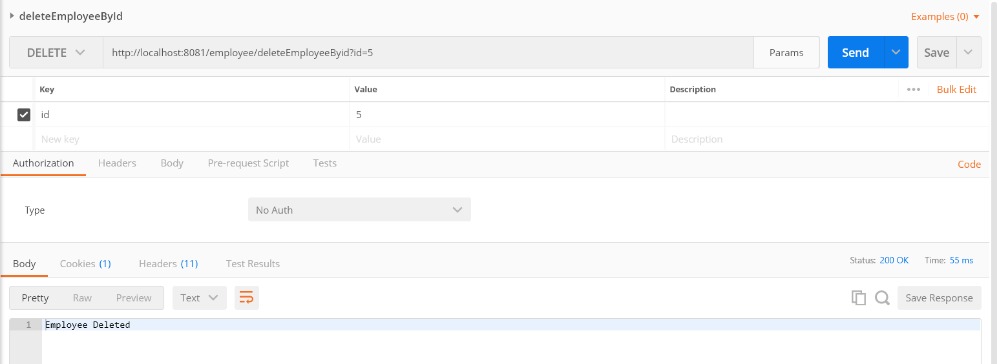 deleteEmployeeById Examples (0)
DELETE http://localhost:8081/employee/deleteEmployeeByid?id=5 Params Send Save
Key Value Description Bulk Edit
id 5
New key Value Description
Authorization Headers Body Pre-request Script Tests Code
Type No Auth
Body Cookies (1) Headers (11) Test Results Status: 200 OK Time: 55 ms
Pretty Raw Preview Text Save Response
1 Employee Deleted